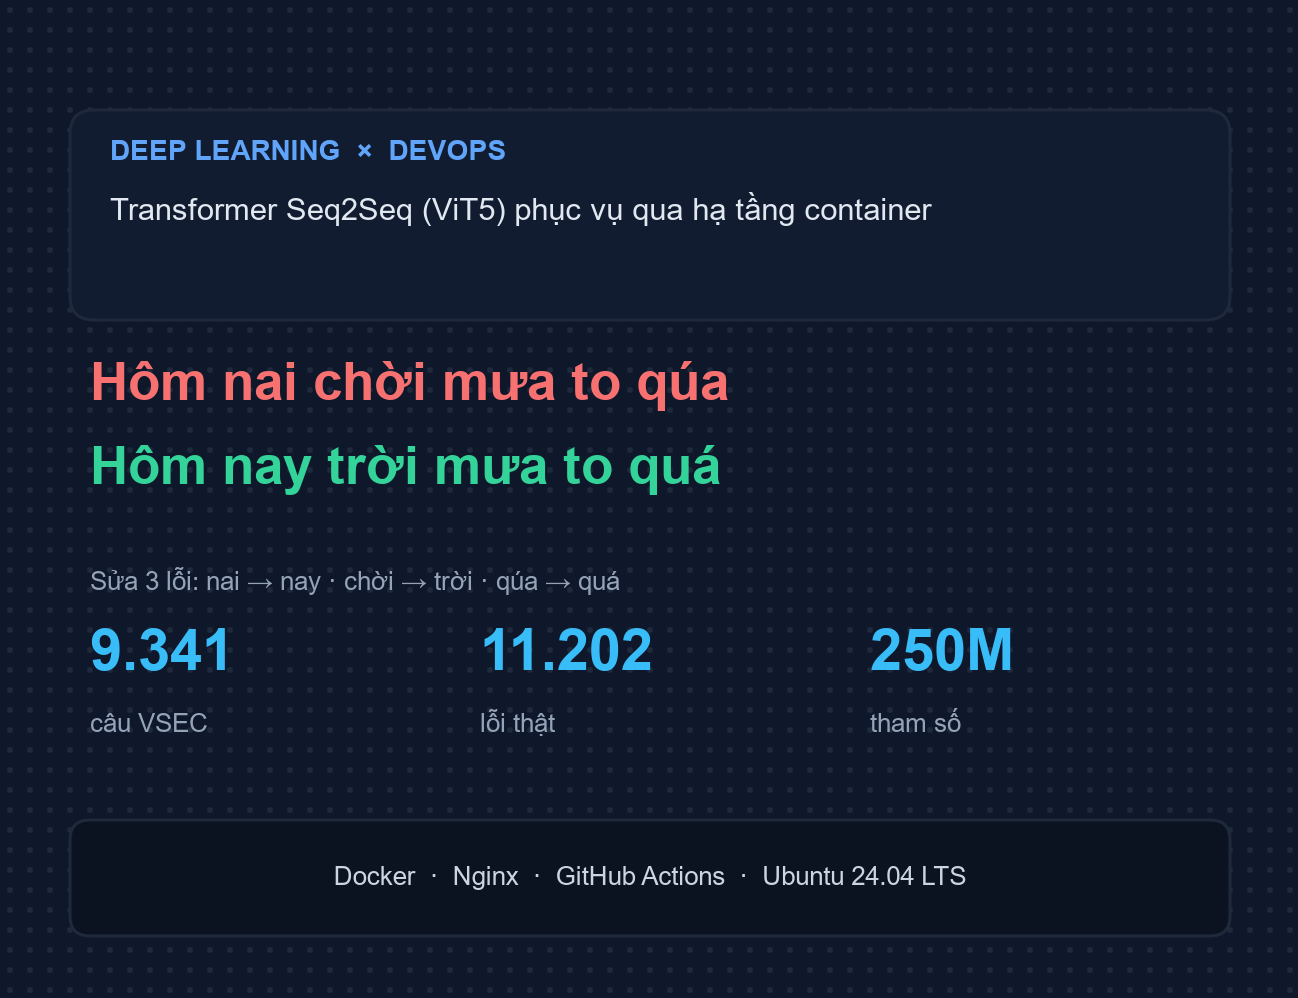 DEEP LEARNING × DEVOPS
Transformer Seq2Seq (ViT5) phục vụ qua hạ tầng container
Hôm nai chời mưa to qúa
Hôm nay trời mưa to quá
Sửa 3 lỗi: nai → nay · chời → trời · qúa → quá
9.341 11.202 250M
câu VSEC lỗi thật tham số
Docker · Nginx · GitHub Actions · Ubuntu 24.04 LTS